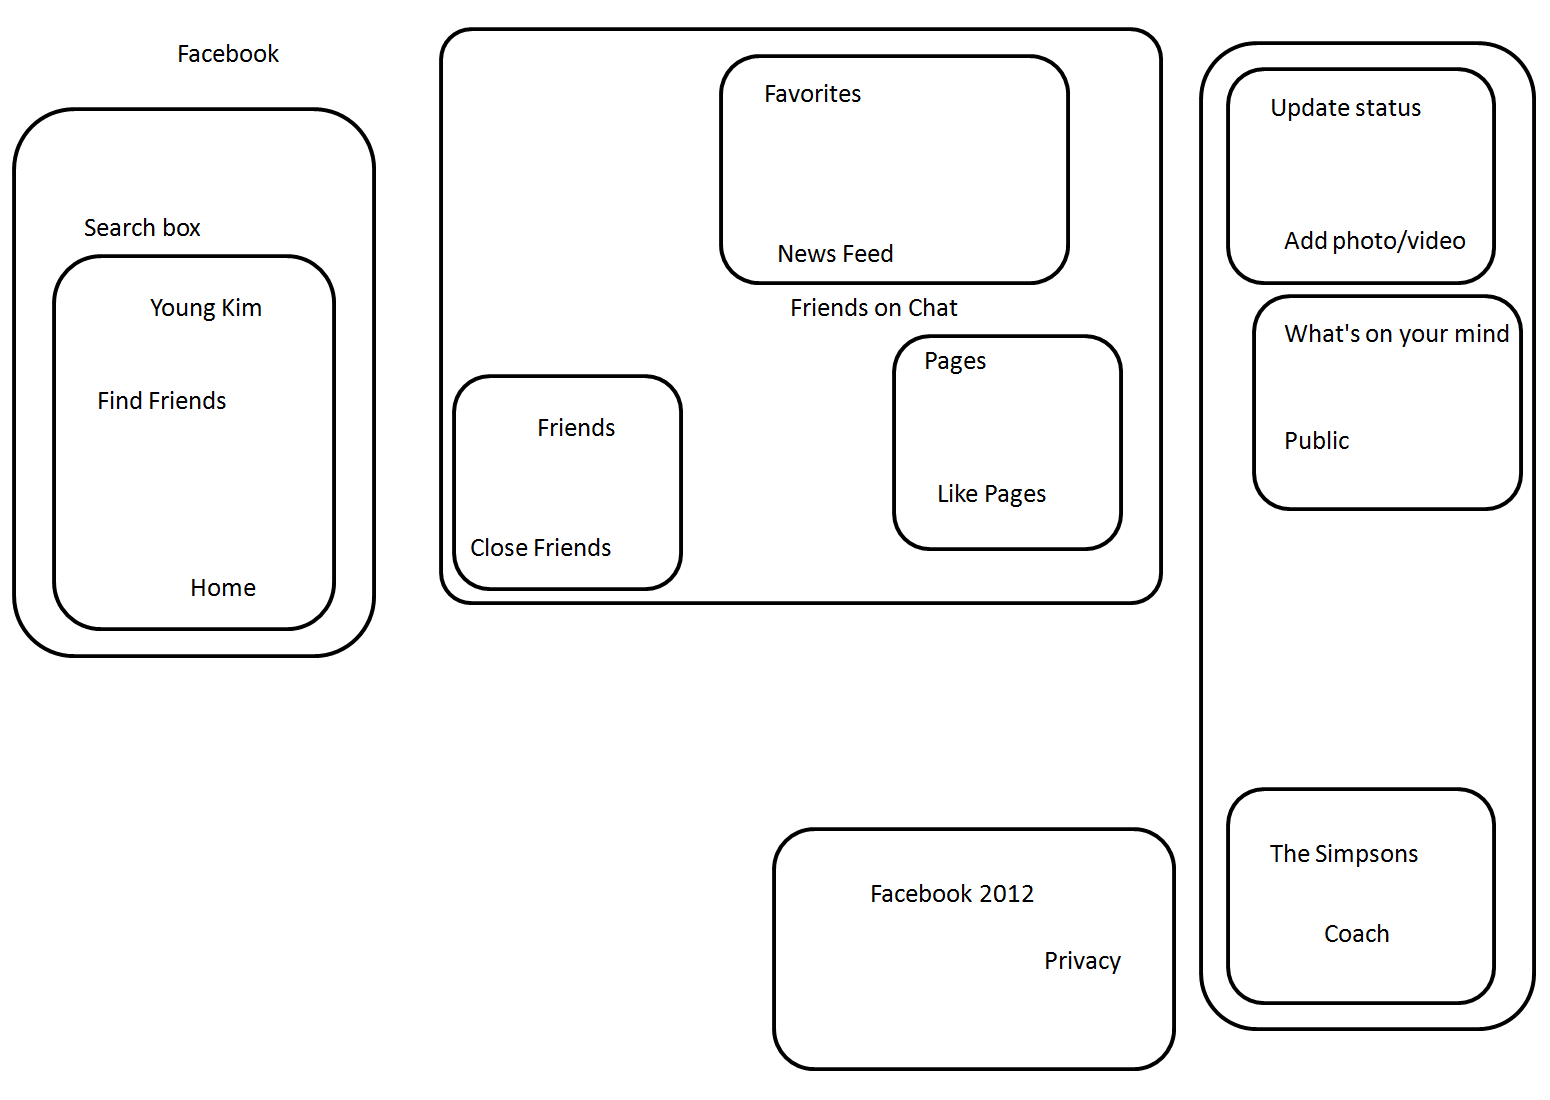 Facebook
Search box
Young Kim
Find Friends
Home
Favorites
News Feed
Friends on Chat
Friends
Close Friends
Pages
Like Pages
Update status
Add photo/video
What's on your mind
Public
The Simpsons
Coach
Facebook 2012
Privacy